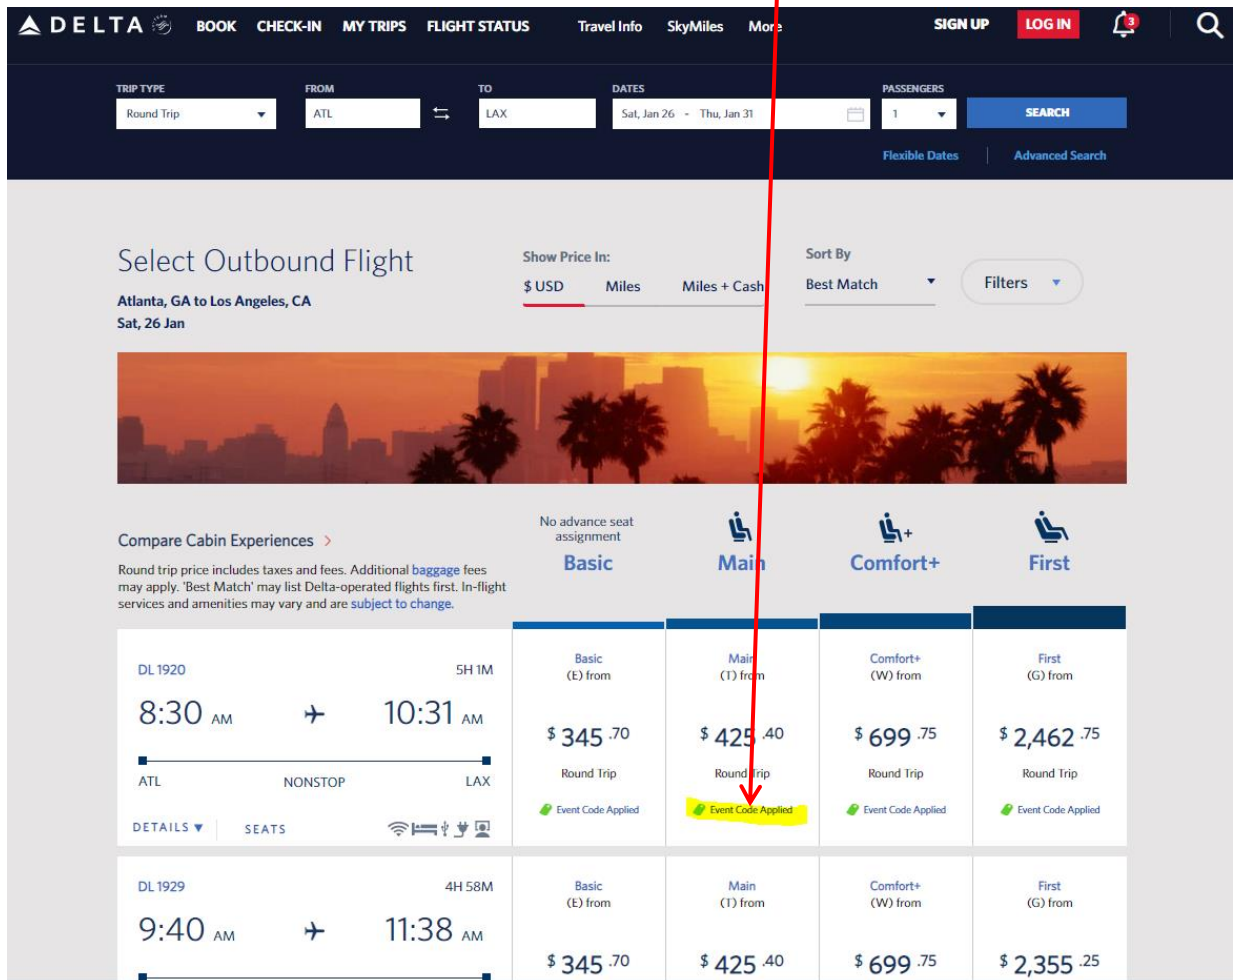 DELTA BOOK CHECK-IN MY TRIPS FLIGHT STATUS Travel Info SkyMiles More SIGN UP LOG IN 3
TRIP TYPE FROM TO DATES PASSENGERS
Round Trip ATL LAX Sat, Jan 26 - Thu, Jan 31 1 SEARCH
Flexible Dates Advanced Search
Select Outbound Flight
Atlanta, GA to Los Angeles, CA
Sat, 26 Jan
Show Price In:
$ USD Miles Miles + Cash
Sort By
Best Match
Filters
Compare Cabin Experiences >
Round trip price includes taxes and fees. Additional baggage fees
may apply. 'Best Match' may list Delta-operated flights first. In-flight
services and amenities may vary and are subject to change.
No advance seat
assignment
Basic Main Comfort+ First
DL 1920 5H 1M
8:30 AM 10:31 AM
ATL NONSTOP LAX
DETAILS SEATS
Basic Main Comfort+ First
(E) from (T) from (W) from (G) from
$ 345 .70 $ 425 .40 $ 699 .75 $ 2,462 .75
Round Trip Round Trip Round Trip Round Trip
Event Code Applied Event Code Applied Event Code Applied Event Code Applied
DL 1929 4H 58M
9:40 AM 11:38 AM
Basic Main Comfort+ First
(E) from (T) from (W) from (G) from
$ 345 .70 $ 425 .40 $ 699 .75 $ 2,355 .25